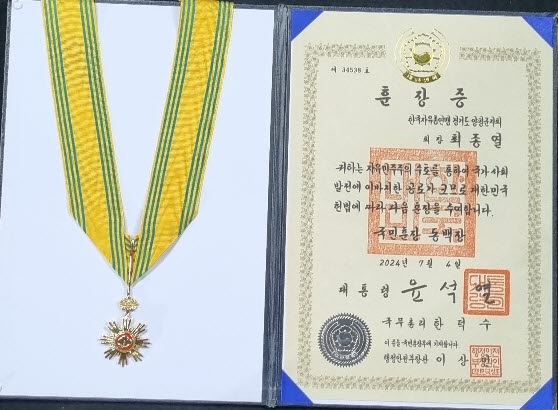 제 34538 호
훈장증
한국자유총연맹 경기도 양평군지회
회장 최종열
귀하는 자유민주주의 수호를 통하여 국가 사회
발전에 이바지한 공로가 크므로 대한민국
헌법에 따라 다음 훈장을 수여합니다.
국민훈장 동백장
2024년 7월 4일
대통령 윤석열
국무총리 한덕수
이 증을 국민훈장부에 기재합니다
행정안전부장관 이상민